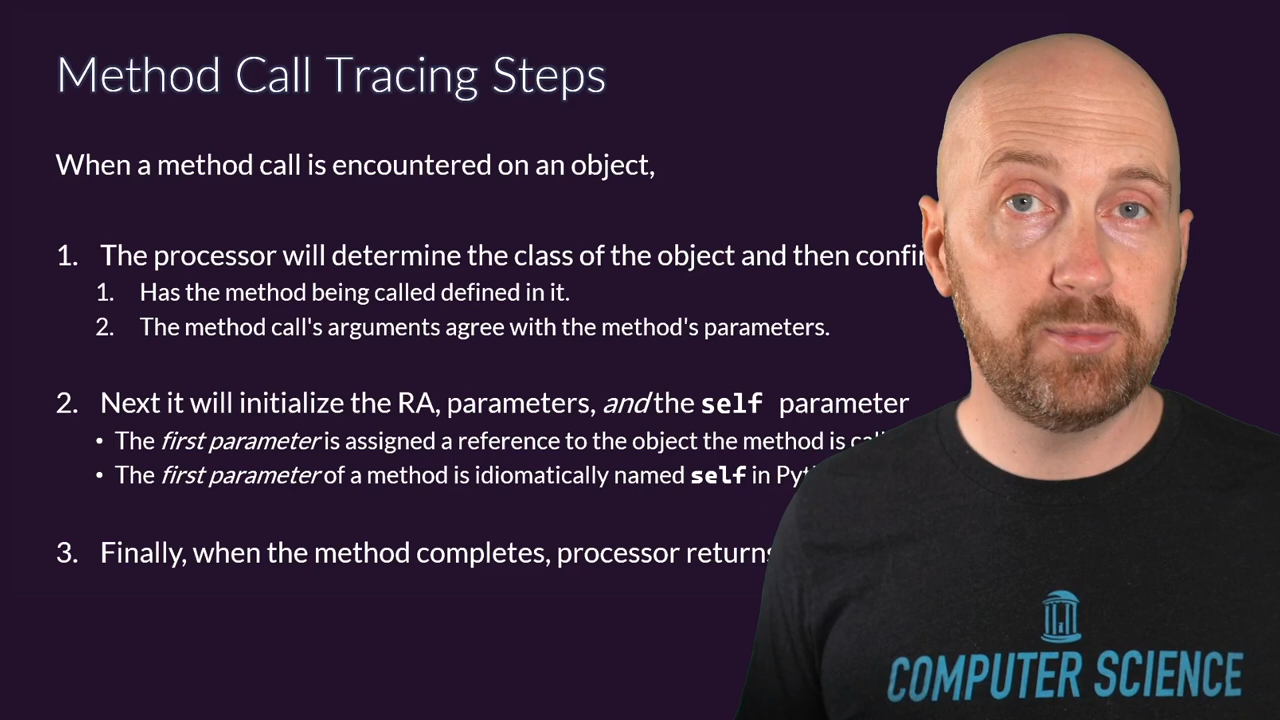 Method Call Tracing Steps
When a method call is encountered on an object,
1. The processor will determine the class of the object and then
1. Has the method being called defined in it.
2. The method call's arguments agree with the method's parameters.
2. Next it will initialize the RA, parameters, and the self parameter
• The first parameter is assigned a reference to the object the method is
• The first parameter of a method is idiomatically named self in
3. Finally, when the method completes, processor returns
COMPUTER SCIENCE